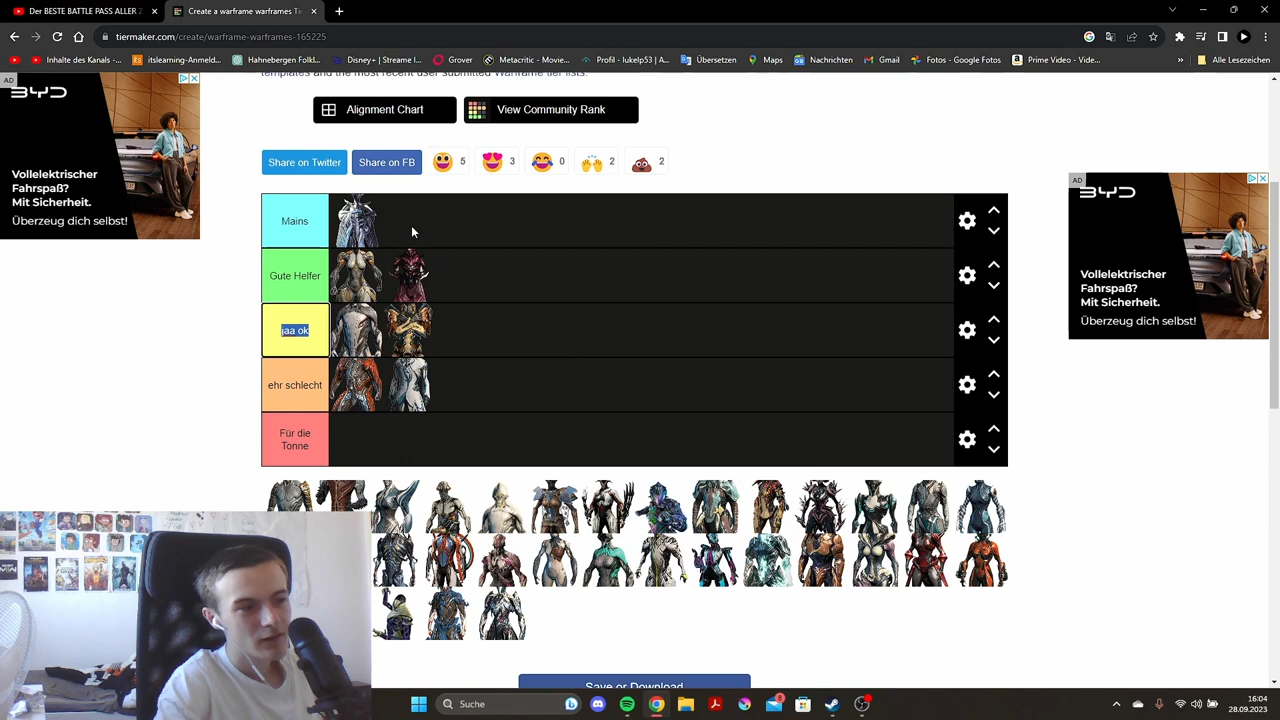 Der BESTE BATTLE PASS ALLER Z
Create a warframe warframes Tie
tiermaker.com/create/warframe-warframes-165225
Inhalte des Kanals -...
itslearning-Anmeld...
Hahnebergen Folkl...
Disney+ | Streame I...
Grover
Metacritic - Movie...
Profil - lukelp53 | A...
Übersetzen
Maps
Nachrichten
Gmail
Fotos - Google Fotos
Prime Video - Vide...
»
Alle Lesezeichen
AD
BYD
Vollelektrischer
Fahrspaß?
Mit Sicherheit.
Überzeug dich selbst!
templates and the most recent user submitted Warframe tier lists.
Alignment Chart
View Community Rank
Share on Twitter
Share on FB
5
3
0
2
2
Mains
Gute Helfer
jaa ok
ehr schlecht
Für die
Tonne
AD
BYD
Vollelektrischer
Fahrspaß?
Mit Sicherheit.
Überzeug dich selbst!
Save or Download
Suche
8
16:04
28.09.2023